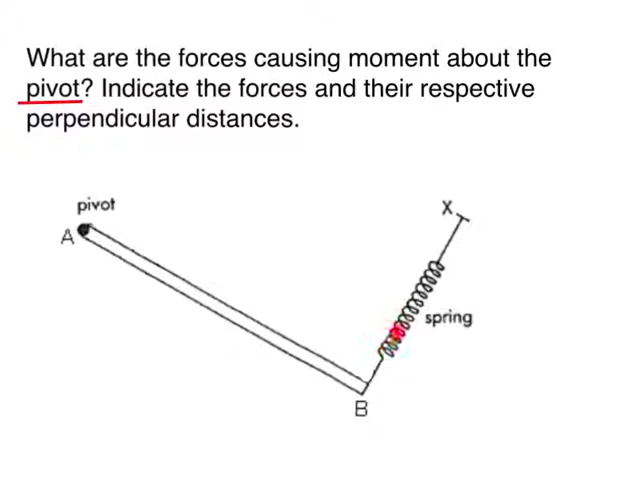 What are the forces causing moment about the
pivot? Indicate the forces and their respective
perpendicular distances.
pivot
X
A
spring
B